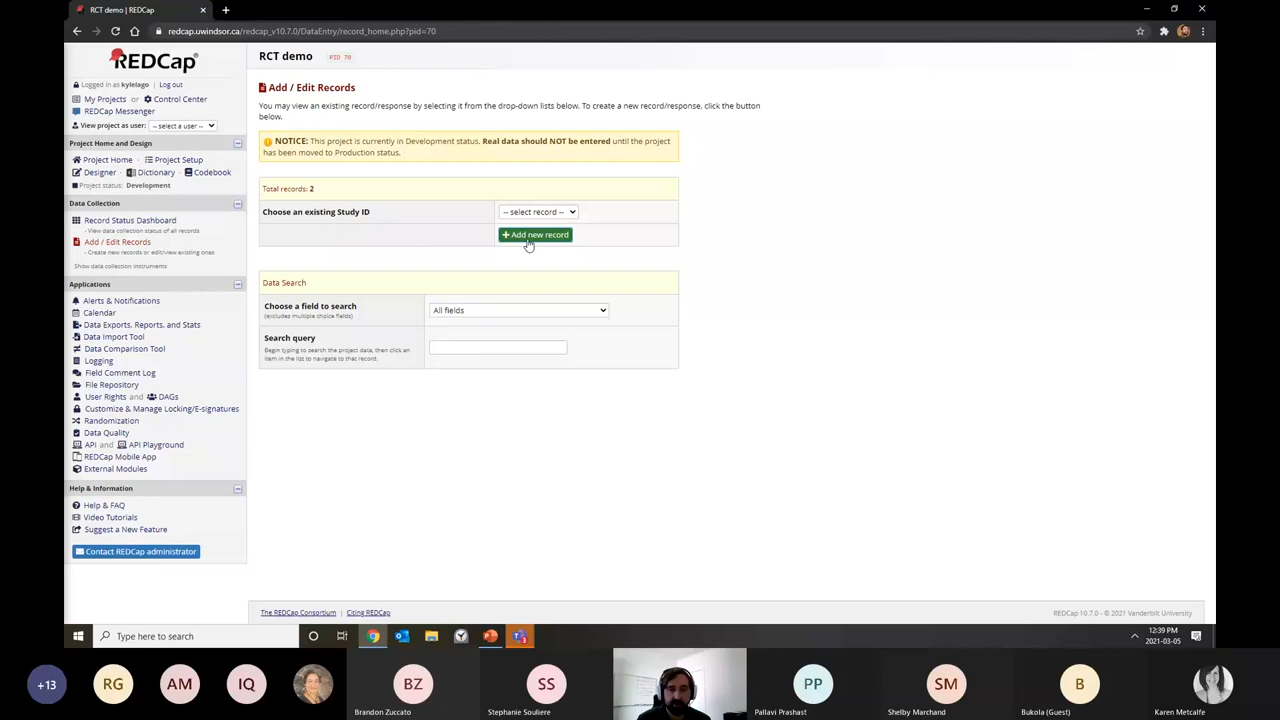 RCT demo | REDCap
redcap.uwindsor.ca/redcap_v10.7.0/DataEntry/record_home.php?pid=70
REDCap
Logged in as kylelago | Log out
My Projects or Control Center
REDCap Messenger
View project as user: -- select a user --
Project Home and Design
Project Home · Project Setup
Designer · Dictionary · Codebook
Project status: Development
Data Collection
Record Status Dashboard
- View data collection status of all records
Add / Edit Records
- Create new records or edit/view existing ones
Show data collection instruments
Applications
Alerts & Notifications
Calendar
Data Exports, Reports, and Stats
Data Import Tool
Data Comparison Tool
Logging
Field Comment Log
File Repository
User Rights and DAGs
Customize & Manage Locking/E-signatures
Randomization
Data Quality
API and API Playground
REDCap Mobile App
External Modules
Help & Information
Help & FAQ
Video Tutorials
Suggest a New Feature
Contact REDCap administrator
RCT demo PID 70
Add / Edit Records
You may view an existing record/response by selecting it from the drop-down lists below. To create a new record/response, click the button
below.
NOTICE: This project is currently in Development status. Real data should NOT be entered until the project
has been moved to Production status.
Total records: 2
Choose an existing Study ID -- select record --
+ Add new record
Data Search
Choose a field to search All fields
(excludes multiple choice fields)
Search query
Begin typing to search the project data, then click an
item in the list to navigate to that record.
The REDCap Consortium | Citing REDCap
REDCap 10.7.0 - © 2021 Vanderbilt University
Type here to search
12:39 PM
2021-03-05
+13 RG AM IQ BZ SS PP SM B
Brandon Zuccato Stephanie Souliere Pallavi Prashast Shelby Marchand Bukola (Guest) Karen Metcalfe